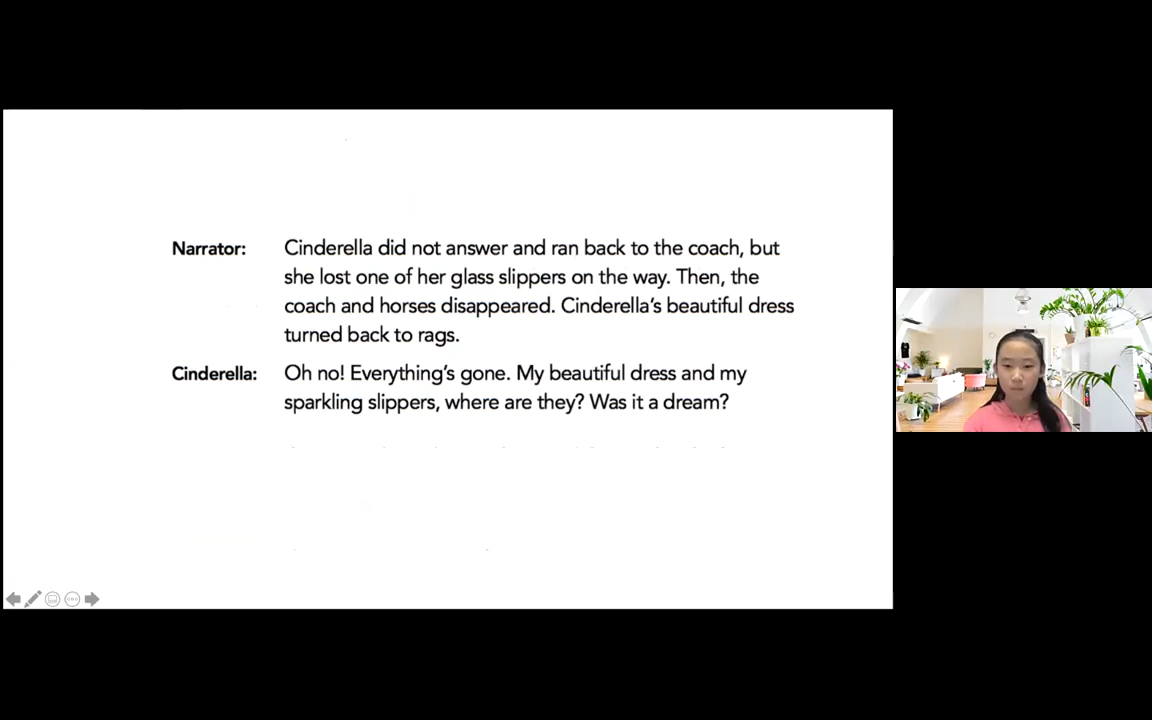 Narrator: Cinderella did not answer and ran back to the coach, but
she lost one of her glass slippers on the way. Then, the
coach and horses disappeared. Cinderella's beautiful dress
turned back to rags.
Cinderella: Oh no! Everything's gone. My beautiful dress and my
sparkling slippers, where are they? Was it a dream?